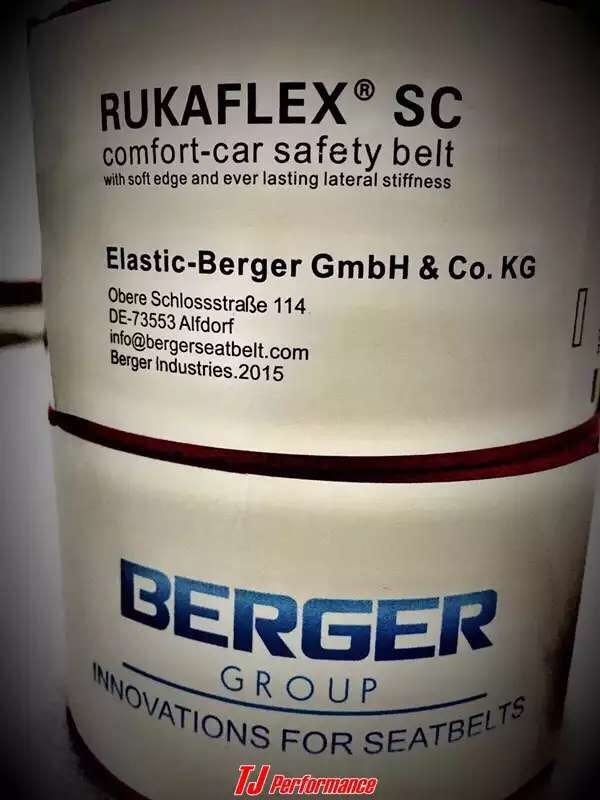 RUKAFLEX® SC
comfort-car safety belt
with soft edge and ever lasting lateral stiffness
Elastic-Berger GmbH & Co. KG
Obere Schlossstraße 114
DE-73553 Alfdorf
info@bergerseatbelt.com
Berger Industries.2015
BERGER
GROUP
INNOVATIONS FOR SEATBELTS
TJ Performance